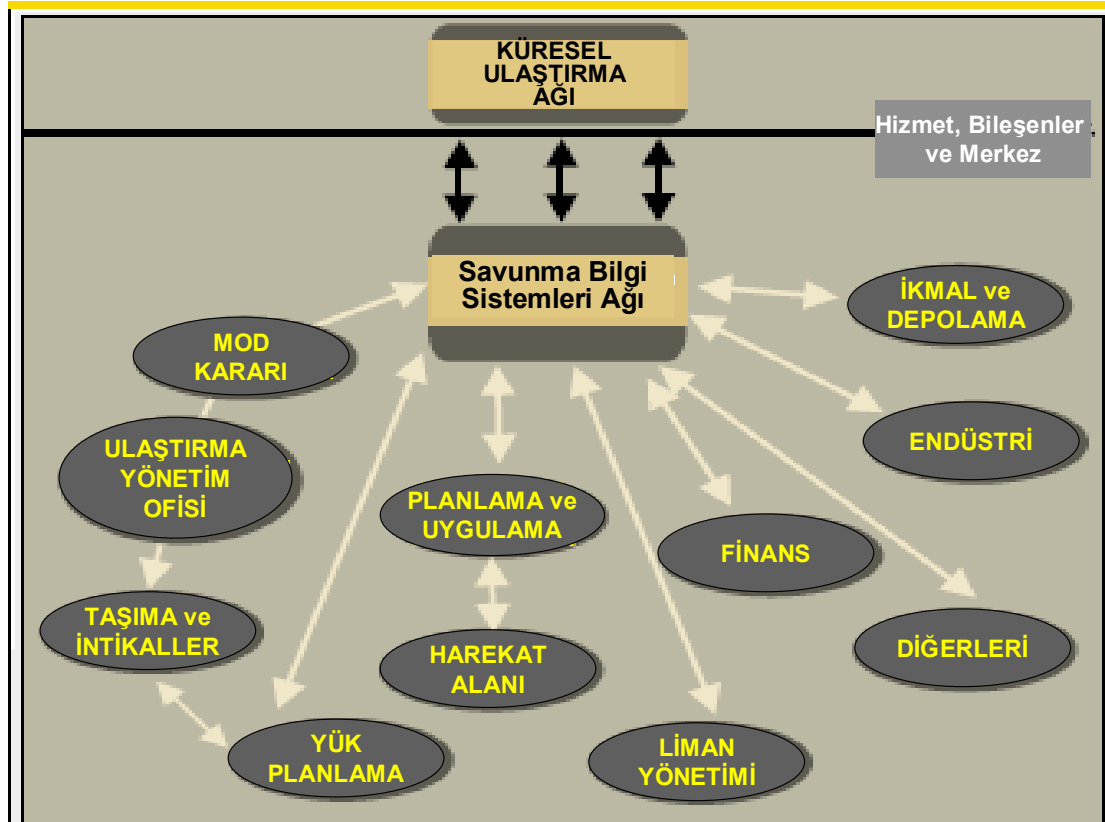 KÜRESEL
ULAŞTIRMA
AĞI
Hizmet, Bileşenler
ve Merkez
Savunma Bilgi
Sistemleri Ağı
İKMAL ve
DEPOLAMA
MOD
KARARI
ENDÜSTRİ
ULAŞTIRMA
YÖNETİM
OFİSİ
PLANLAMA ve
UYGULAMA
FİNANS
TAŞIMA ve
İNTİKALLER
HAREKAT
ALANI
DİĞERLERİ
YÜK
PLANLAMA
LİMAN
YÖNETİMİ